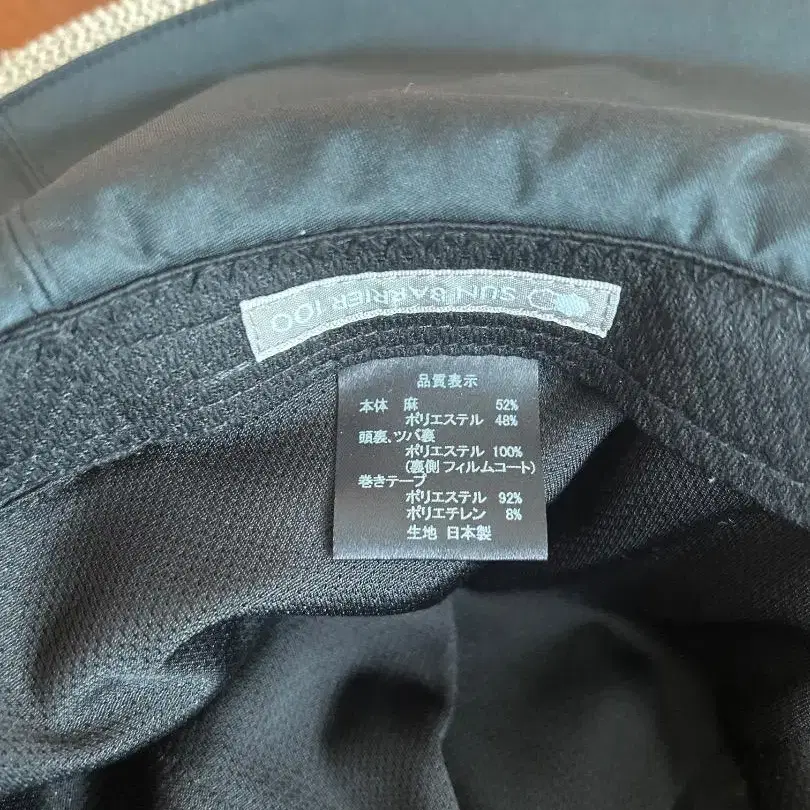 SUN BARRIER 100
品質表示
本体 麻 52%
ポリエステル 48%
頭裏、ツバ裏
ポリエステル 100%
(裏側 フィルムコート)
巻きテープ
ポリエステル 92%
ポリエチレン 8%
生地 日本製